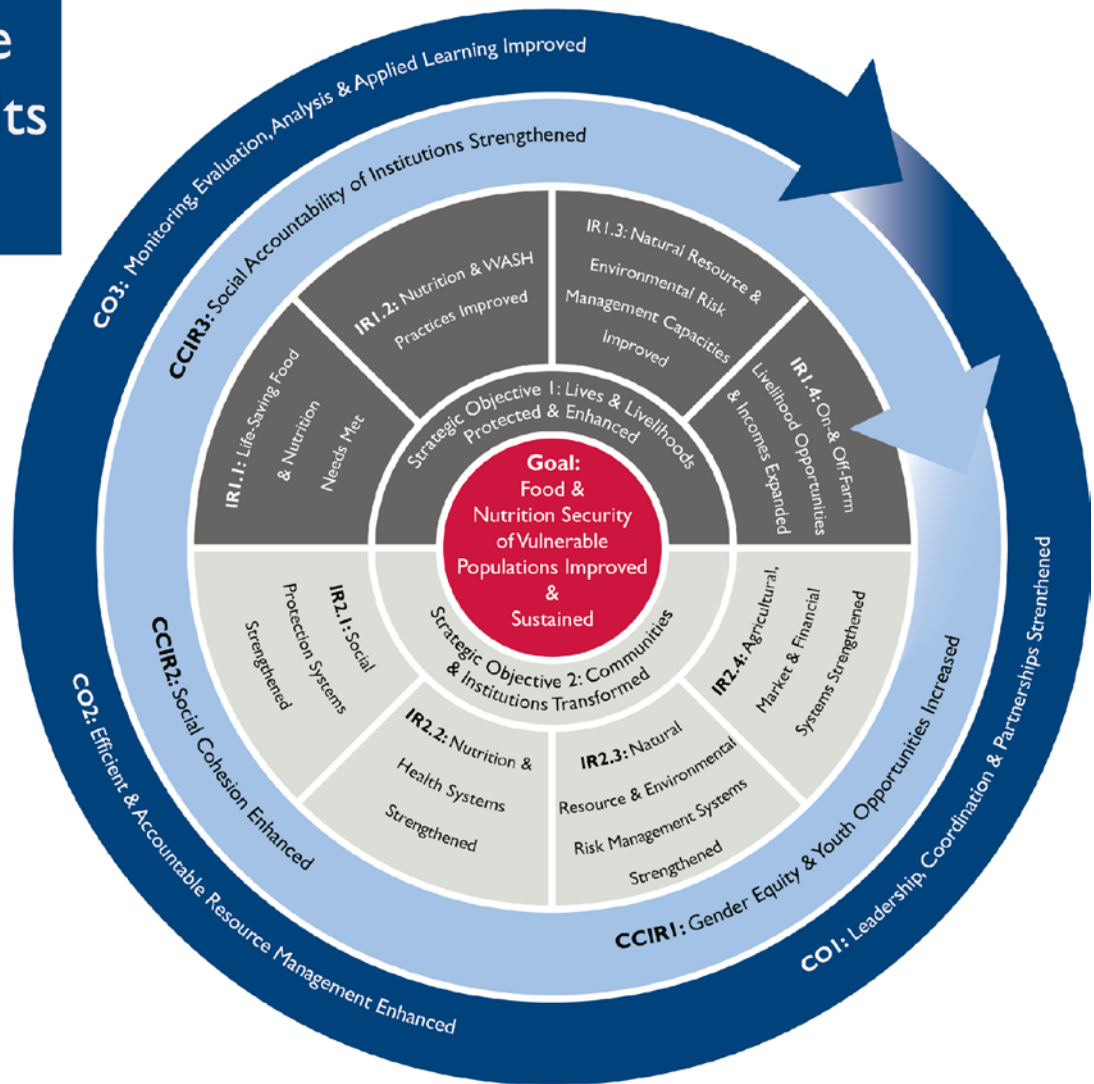 e
ts
CO3: Monitoring, Evaluation, Analysis & Applied Learning Improved
CCIR3: Social Accountability of Institutions Strengthened
IR1.1: Life-Saving Food
& Nutrition
Needs Met
IR1.2: Nutrition & WASH
Practices Improved
IR1.3: Natural Resource &
Environmental Risk
Management Capacities
Improved
IR1.4: On-& Off-Farm
Livelihood Opportunities
& Incomes Expanded
Strategic Objective 1: Lives & Livelihoods
Protected & Enhanced
Goal:
Food &
Nutrition Security
of Vulnerable
Populations Improved
&
Sustained
Strategic Objective 2: Communities
& Institutions Transformed
IR2.1: Social
Protection Systems
Strengthened
IR2.2: Nutrition &
Health Systems
Strengthened
IR2.3: Natural
Resource & Environmental
Risk Management Systems
Strengthened
IR2.4: Agricultural,
Market & Financial
Systems Strengthened
CCIR2: Social Cohesion Enhanced
CCIR1: Gender Equity & Youth Opportunities Increased
CO2: Efficient & Accountable Resource Management Enhanced
CO1: Leadership, Coordination & Partnerships Strenthened